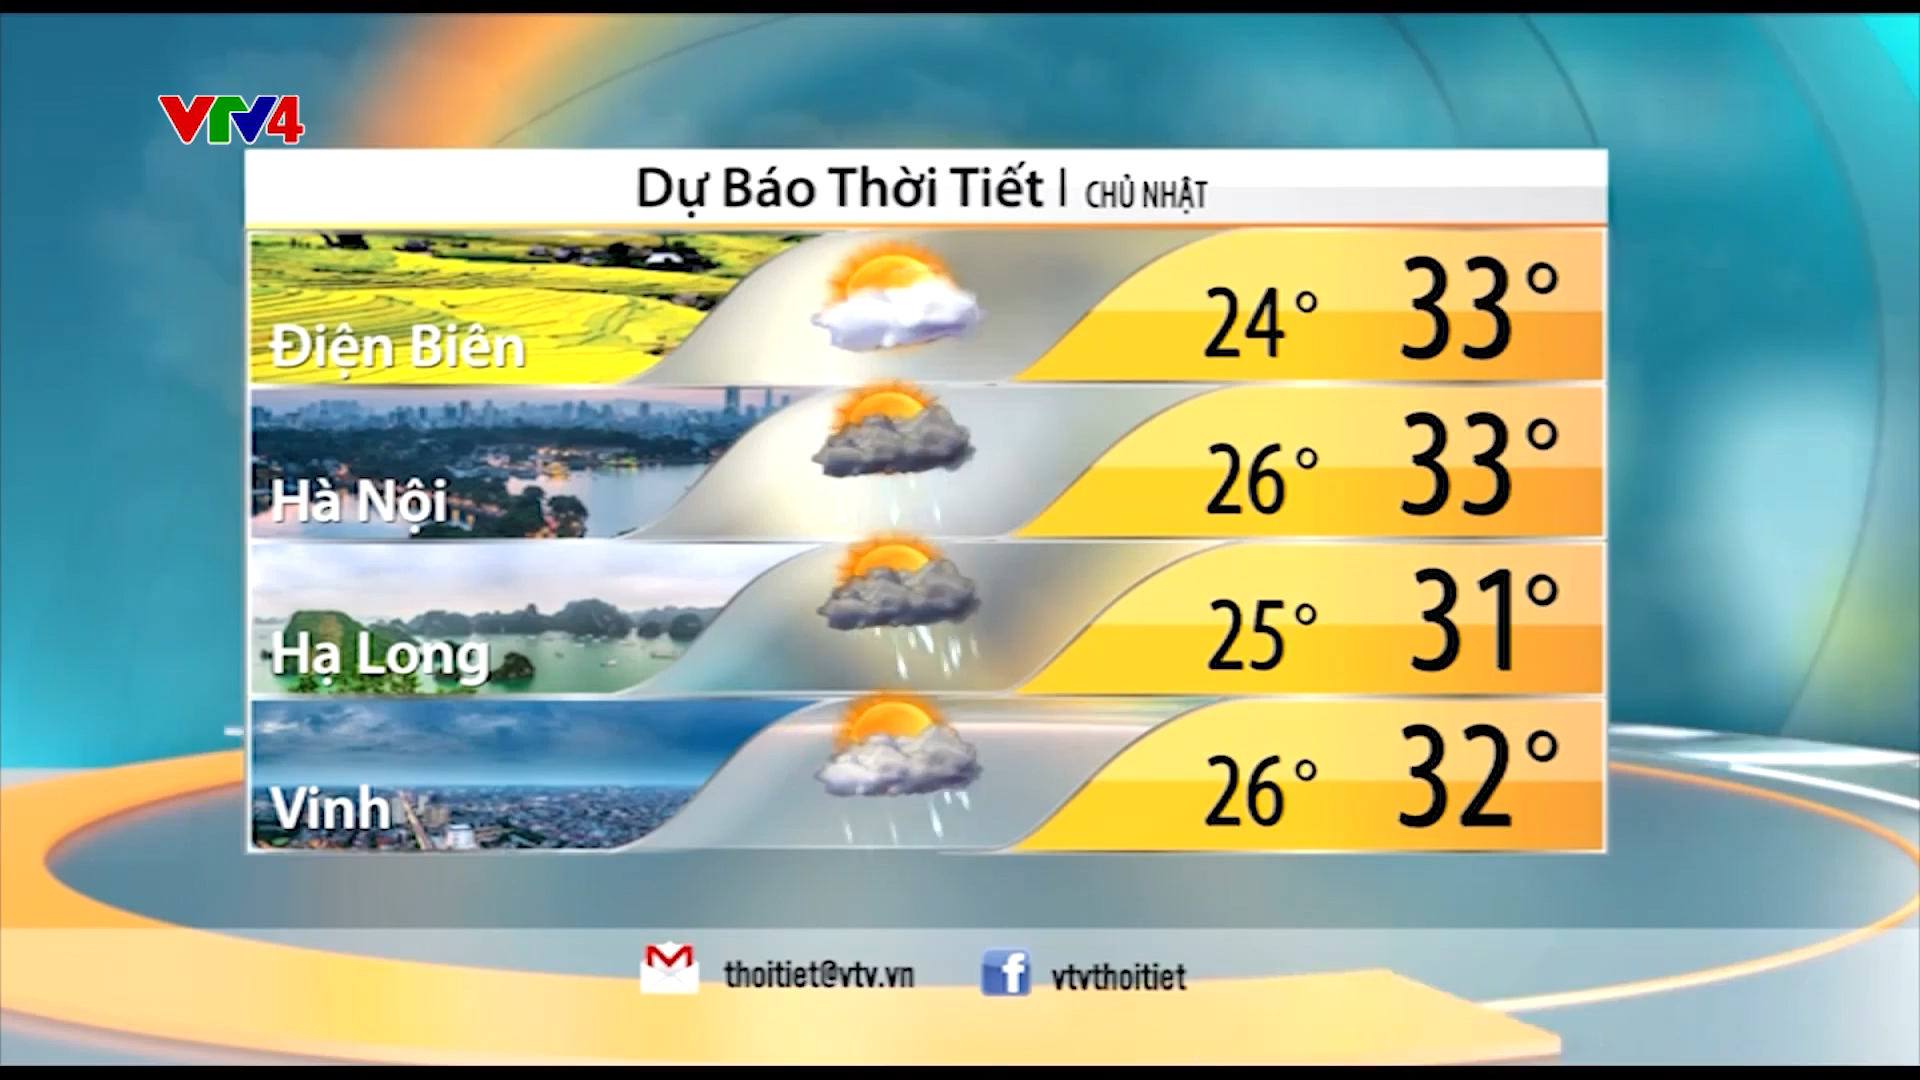 VTV4
Dự Báo Thời Tiết | CHỦ NHẬT
Điện Biên 24° 33°
Hà Nội 26° 33°
Hạ Long 25° 31°
Vinh 26° 32°
thoitiet@vtv.vn vtvthoitiet